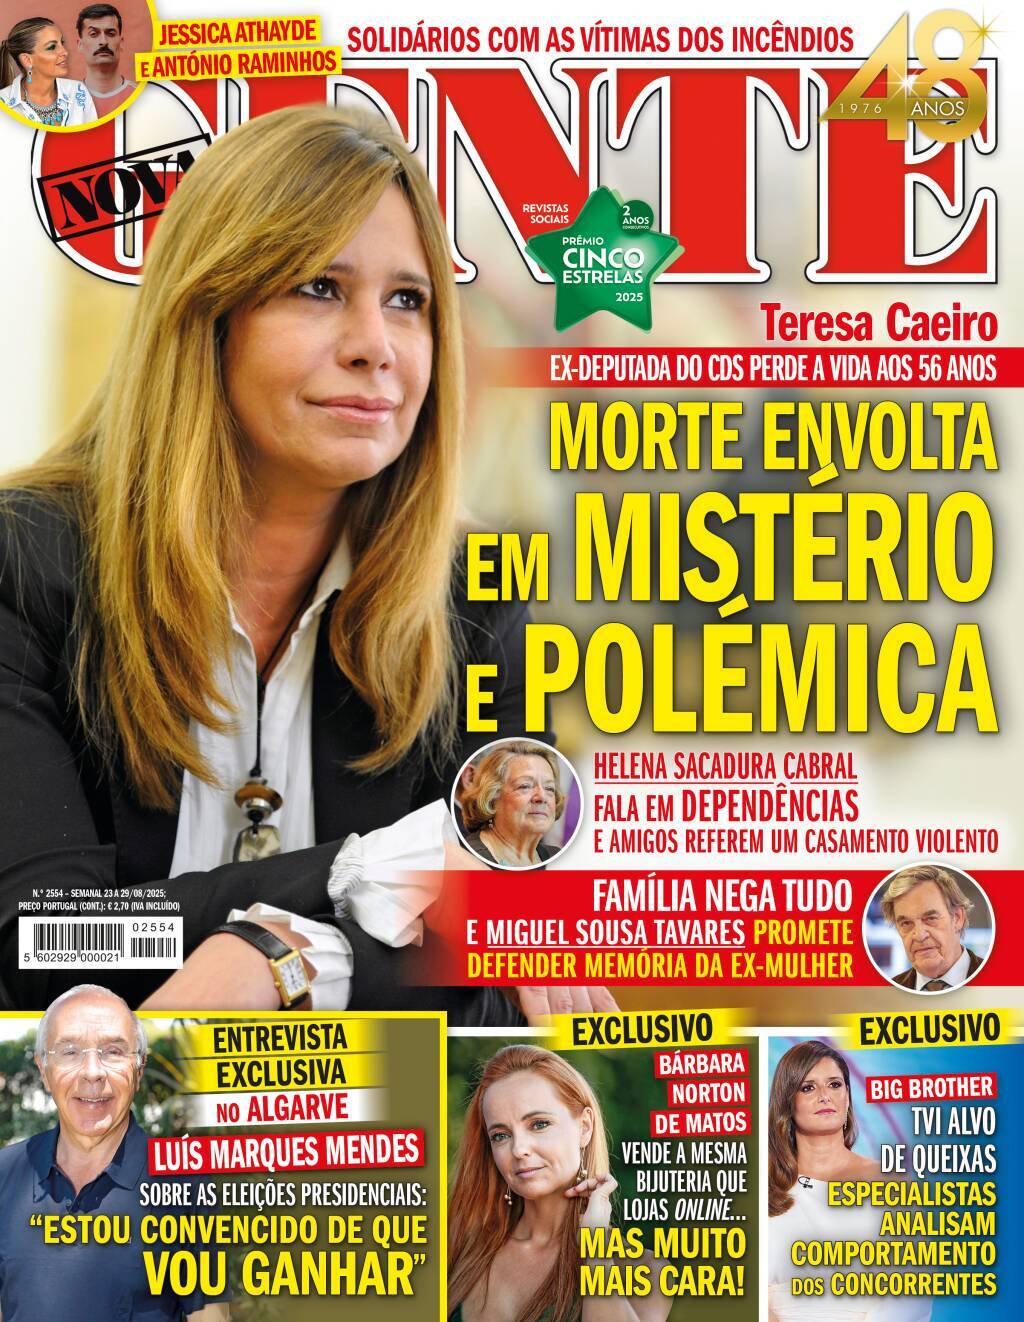 JESSICA ATHAYDE
E ANTÓNIO RAMINHOS
SOLIDÁRIOS COM AS VÍTIMAS DOS INCÊNDIOS
48
1976 ANOS
NOVA
GENTE
REVISTAS
SOCIAIS
2
ANOS
CONSECUTIVOS
PRÉMIO
CINCO
ESTRELAS
2025
Teresa Caeiro
EX-DEPUTADA DO CDS PERDE A VIDA AOS 56 ANOS
MORTE ENVOLTA
EM MISTÉRIO
E POLÉMICA
HELENA SACADURA CABRAL
FALA EM DEPENDÊNCIAS
E AMIGOS REFEREM UM CASAMENTO VIOLENTO
FAMÍLIA NEGA TUDO
E MIGUEL SOUSA TAVARES PROMETE
DEFENDER MEMÓRIA DA EX-MULHER
N.º 2554 – SEMANAL 23 A 29/08/2025;
PREÇO PORTUGAL (CONT.): € 2,70 (IVA INCLUÍDO)
02554
5 602929 000021
ENTREVISTA
EXCLUSIVA
NO ALGARVE
LUÍS MARQUES MENDES
SOBRE AS ELEIÇÕES PRESIDENCIAIS:
“ESTOU CONVENCIDO DE QUE
VOU GANHAR”
EXCLUSIVO
BÁRBARA
NORTON
DE MATOS
VENDE A MESMA
BIJUTERIA QUE
LOJAS ONLINE...
MAS MUITO
MAIS CARA!
EXCLUSIVO
BIG BROTHER
TVI ALVO
DE QUEIXAS
ESPECIALISTAS
ANALISAM
COMPORTAMENTO
DOS CONCORRENTES